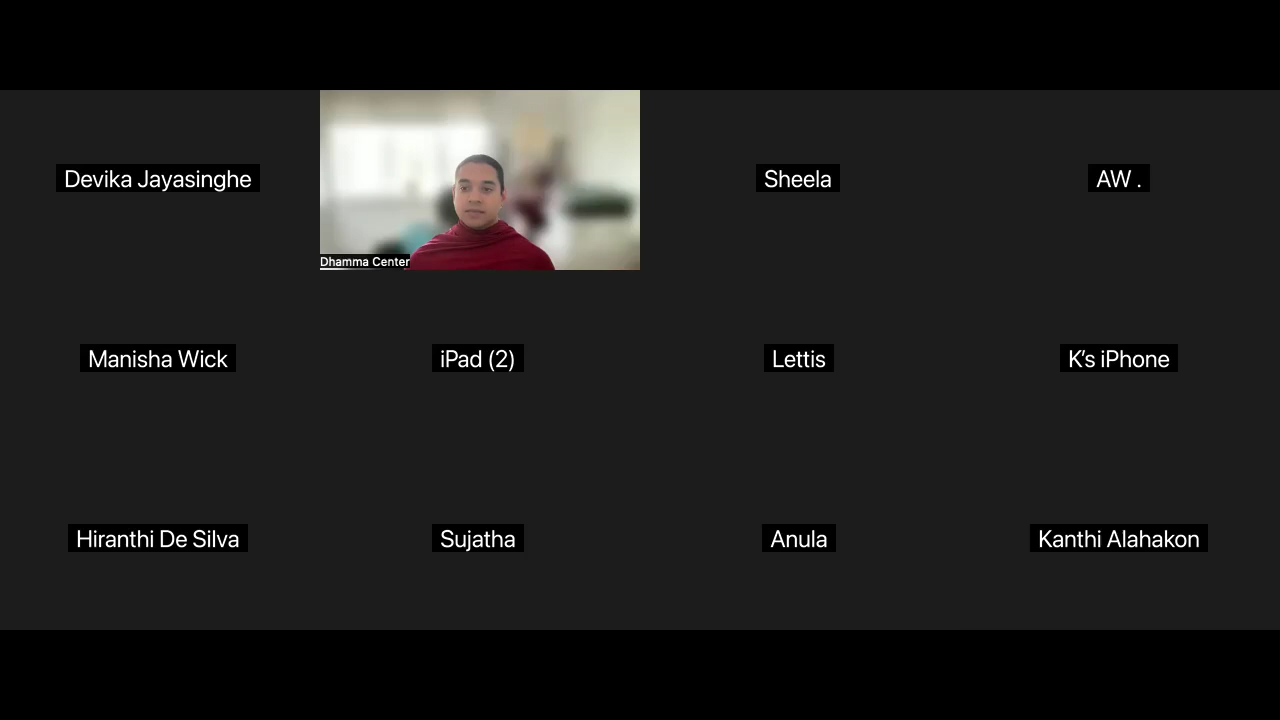 Devika Jayasinghe
Dhamma Center
Sheela
AW .
Manisha Wick
iPad (2)
Lettis
K’s iPhone
Hiranthi De Silva
Sujatha
Anula
Kanthi Alahakon